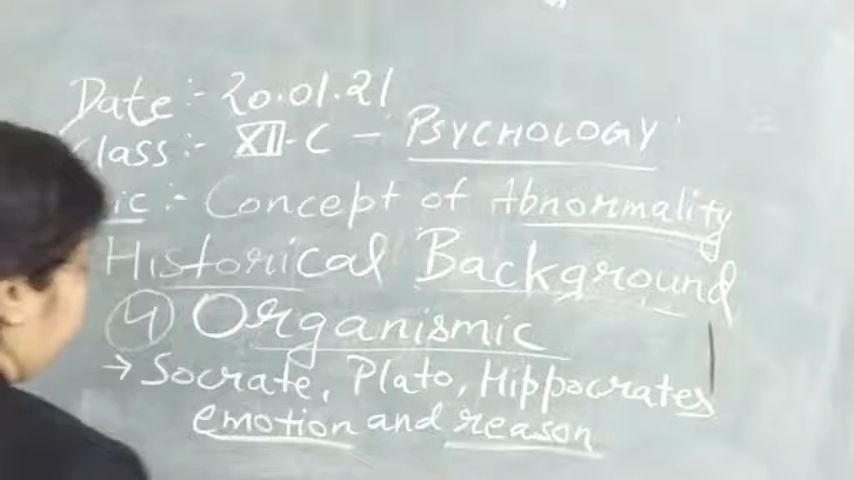 Date :- 20.01.21
Class :- XII-C - PSYCHOLOGY
ic :- Concept of Abnormality
Historical Background
4 Organismic
→ Socrate, Plato, Hippocrates
emotion and reason